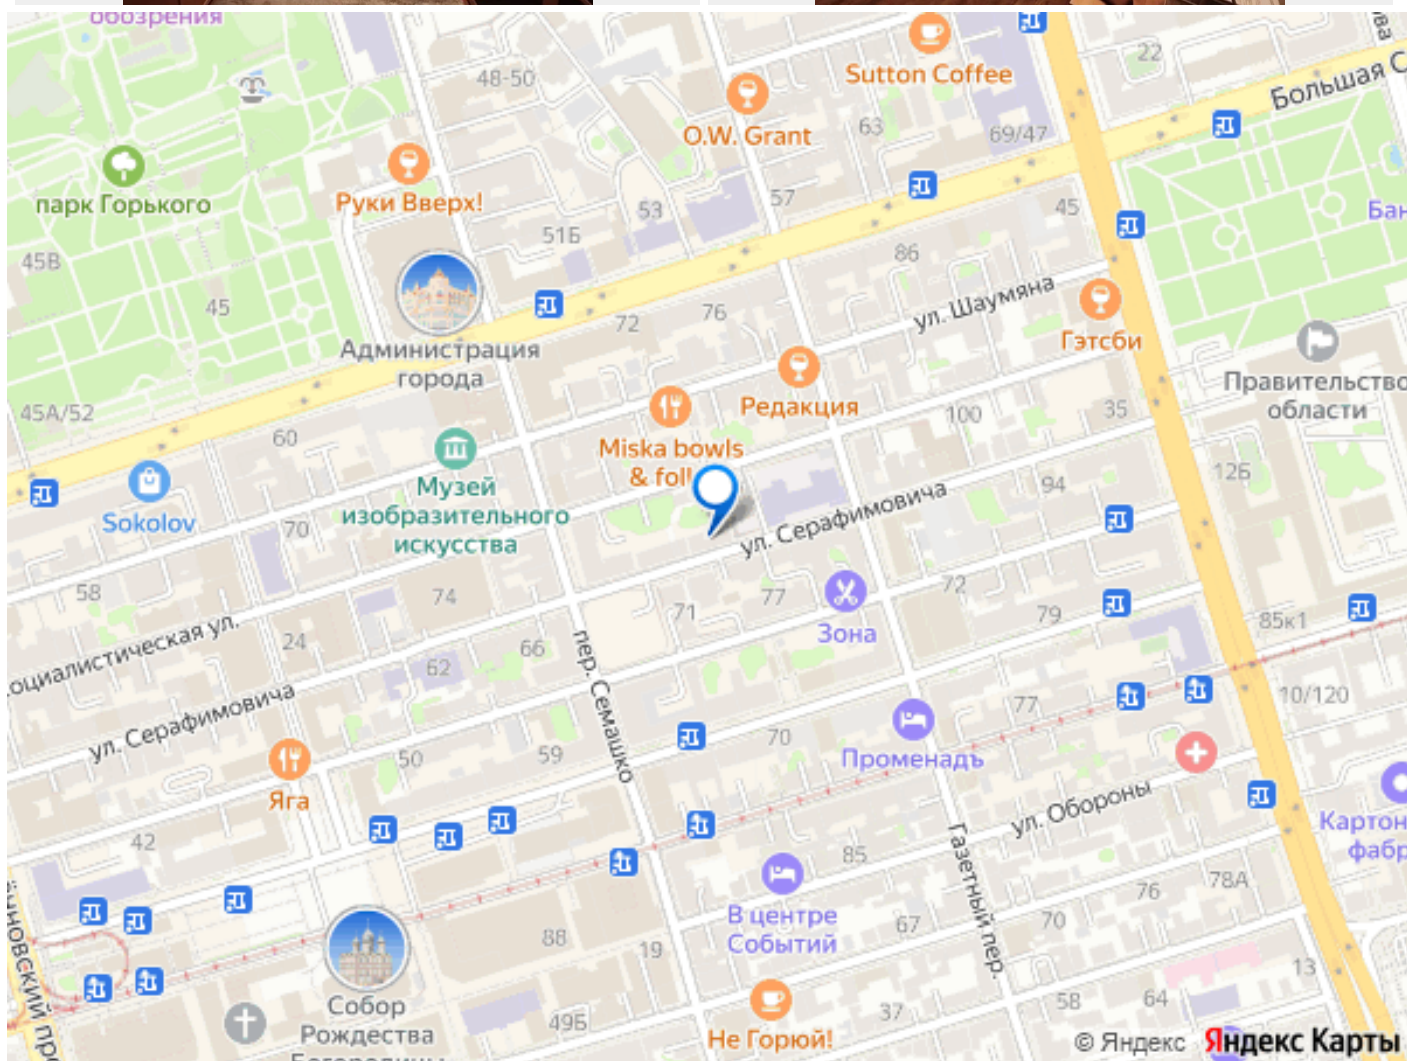 обозрения
48-50
Sutton Coffee
22
Большая С
O.W. Grant
63
69/47
парк Горького
Руки Вверх!
53
57
45
Бан
51Б
45В
86
45
72
76
ул. Шаумяна
Гэтсби
Администрация
города
Правительство
области
45А/52
60
Редакция
100
35
Miska bowls
& foll
Музей
изобразительного
искусства
Sokolov
70
ул. Серафимовича
94
12Б
58
74
71
77
72
Зона
79
85к1
оциалистическая ул.
24
62
66
пер. Семашко
ул. Серафимовича
50
59
70
77
10/120
Променадъ
Яга
ул. Обороны
42
85
Газетный пер.
Картон
фабр
76
78А
В центре
Событий
67
70
88
19
13
Собор
Рождества
Богородицы
49Б
Не Горюй!
37
58
64
© Яндекс Яндекс Карты